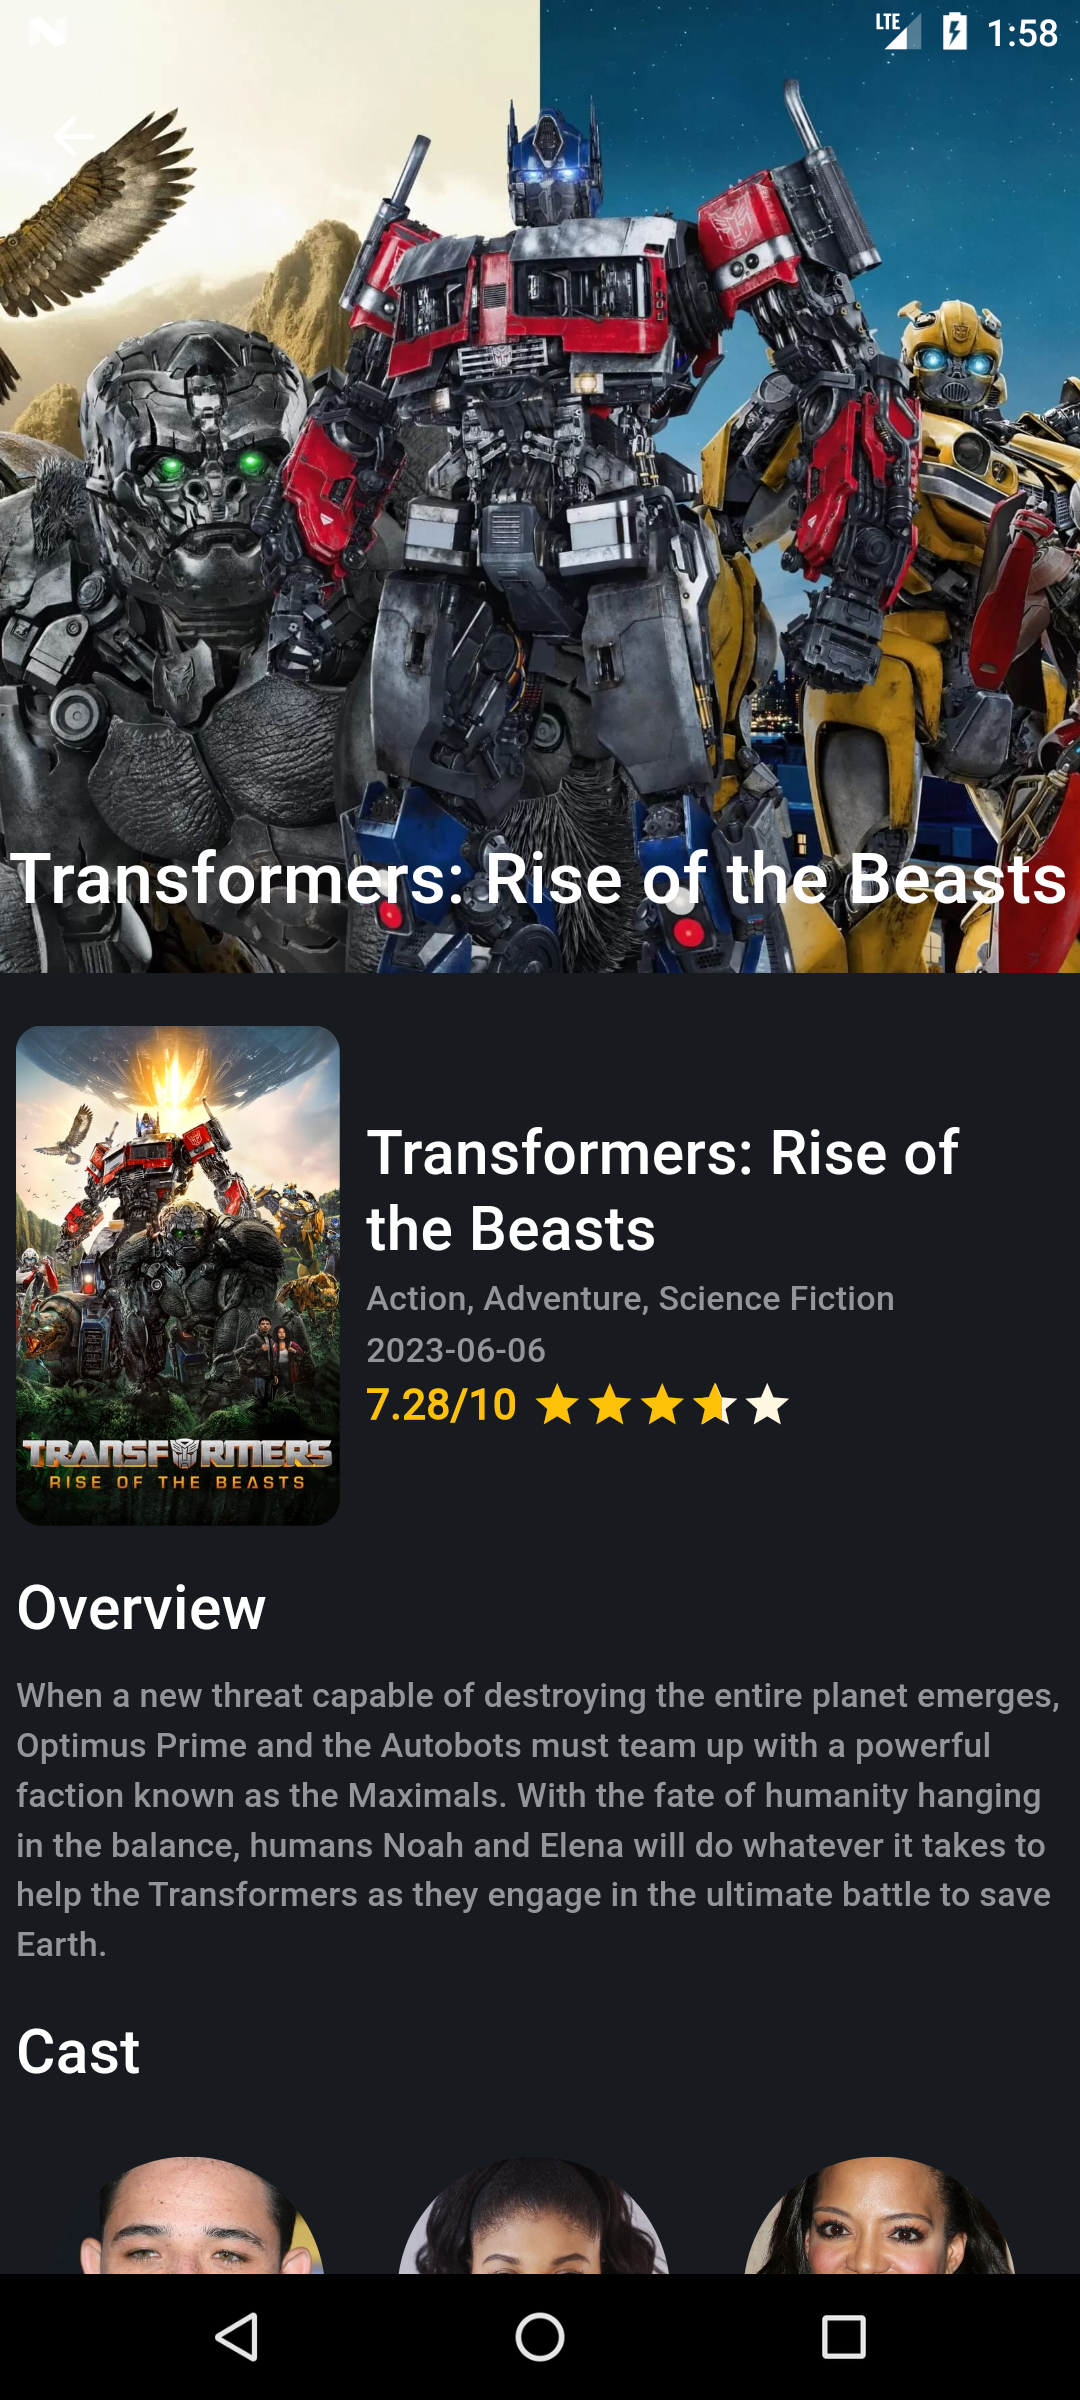 LTE 1:58
Transformers: Rise of the Beasts
TRANSFORMERS
RISE OF THE BEASTS
Transformers: Rise of
the Beasts
Action, Adventure, Science Fiction
2023-06-06
7.28/10
Overview
When a new threat capable of destroying the entire planet emerges,
Optimus Prime and the Autobots must team up with a powerful
faction known as the Maximals. With the fate of humanity hanging
in the balance, humans Noah and Elena will do whatever it takes to
help the Transformers as they engage in the ultimate battle to save
Earth.
Cast